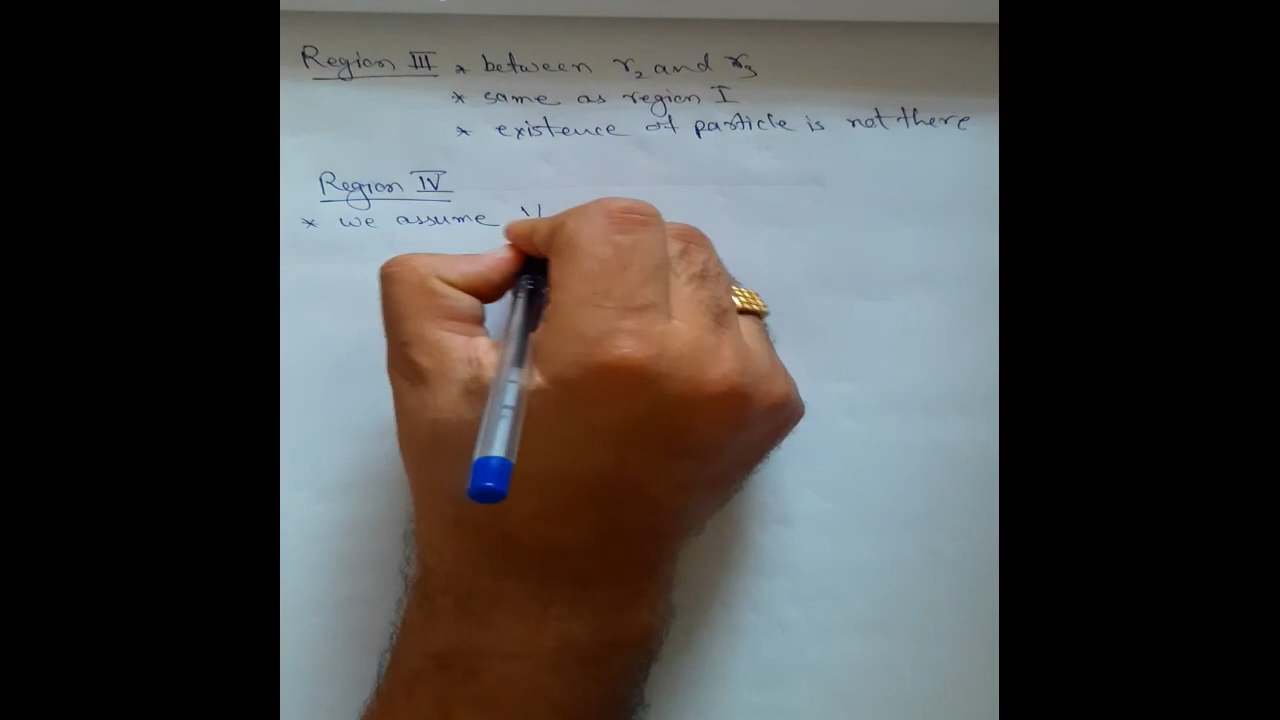 Region III * between r₂ and r₃
* same as region I
* existence of particle is not there
Region IV
* we assume V